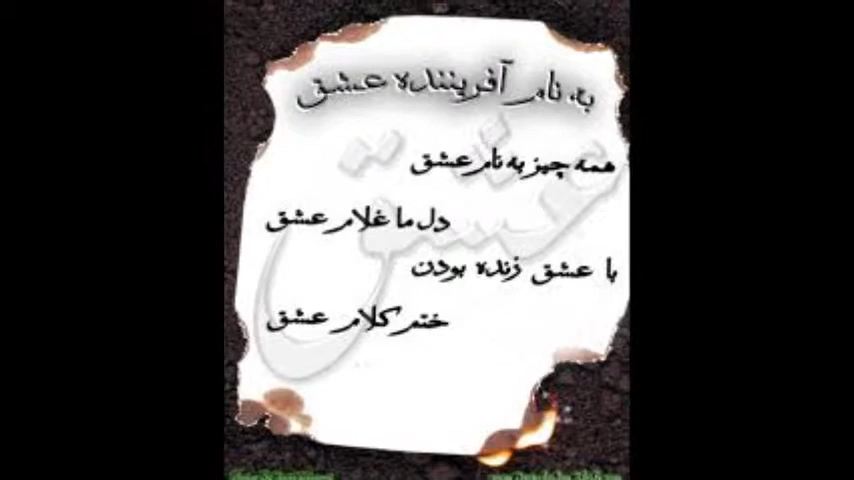 به نام آفریننده عشق
همه چیز به نام عشق
دل ما غلام عشق
با عشق زنده بودن
ختم کلام عشق
عشق